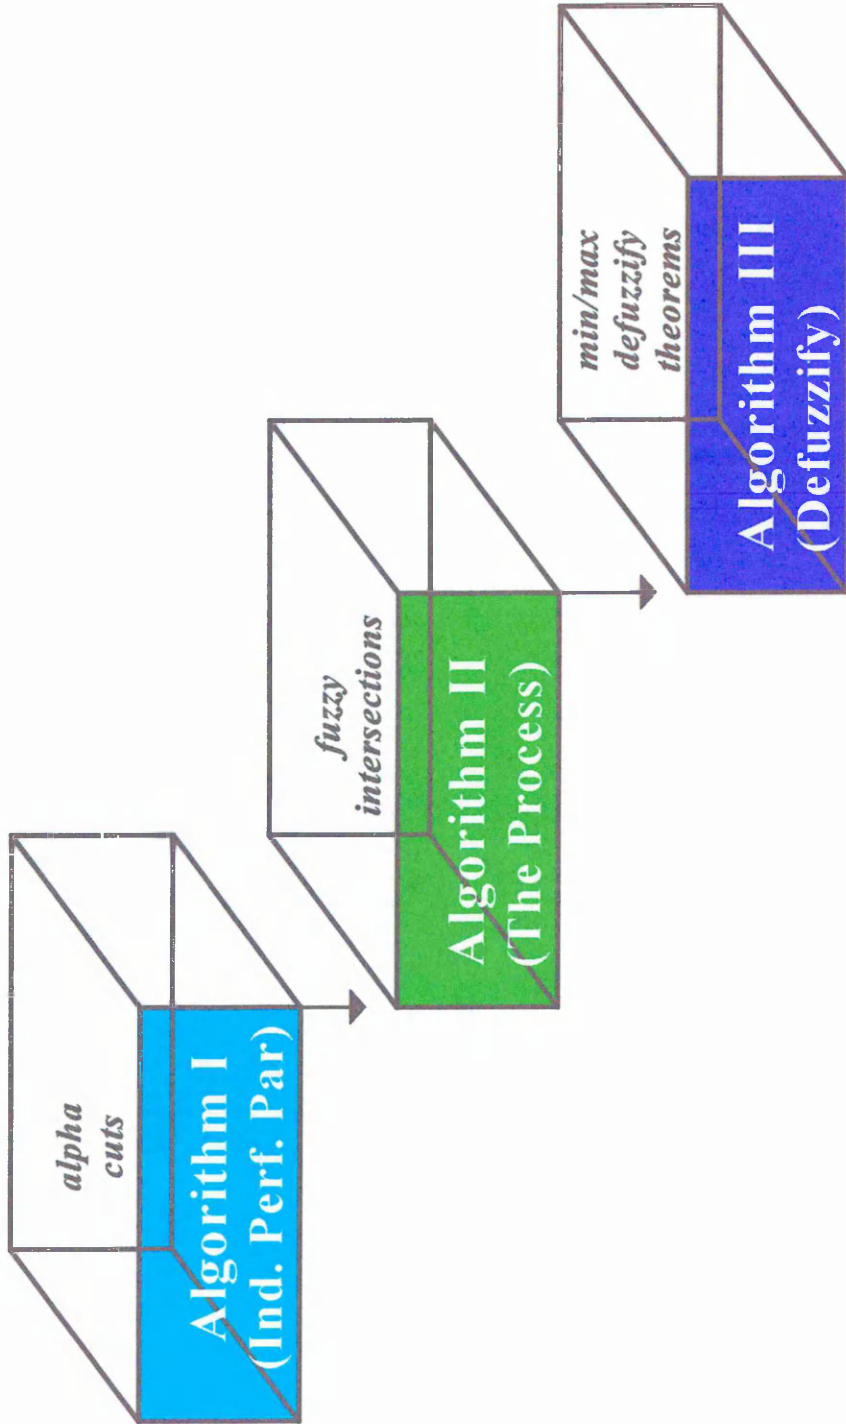 alpha
cuts
Algorithm I
(Ind. Perf. Par)
fuzzy
intersections
Algorithm II
(The Process)
min/max
defuzzify
theorems
Algorithm III
(Defuzzify)